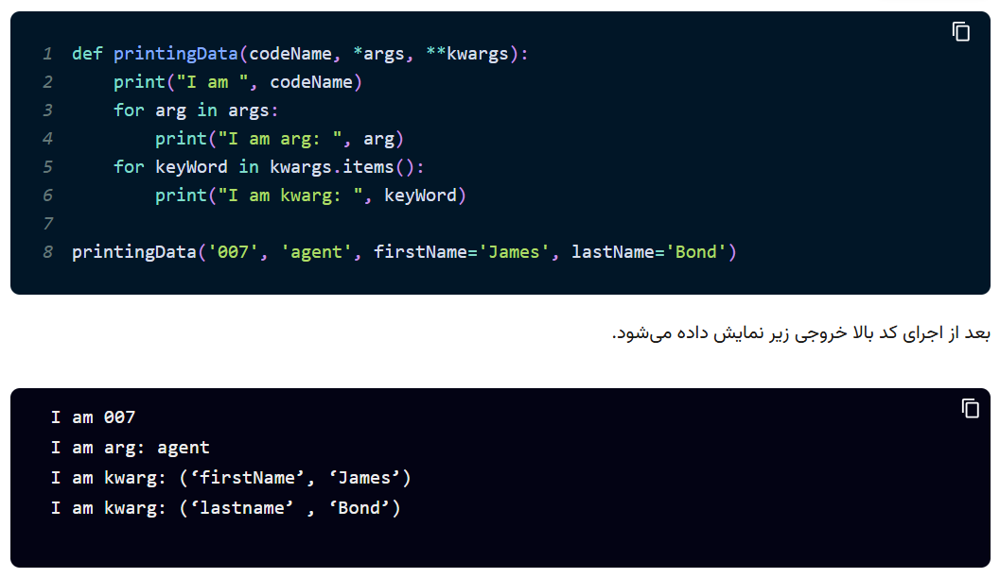 1 def printingData(codeName, *args, **kwargs):
2     print("I am ", codeName)
3     for arg in args:
4         print("I am arg: ", arg)
5     for keyWord in kwargs.items():
6         print("I am kwarg: ", keyWord)
7
8 printingData('007', 'agent', firstName='James', lastName='Bond')
بعد از اجرای کد بالا خروجی زیر نمایش داده می‌شود.
I am 007
I am arg: agent
I am kwarg: (‘firstName’, ‘James’)
I am kwarg: (‘lastname’ , ‘Bond’)